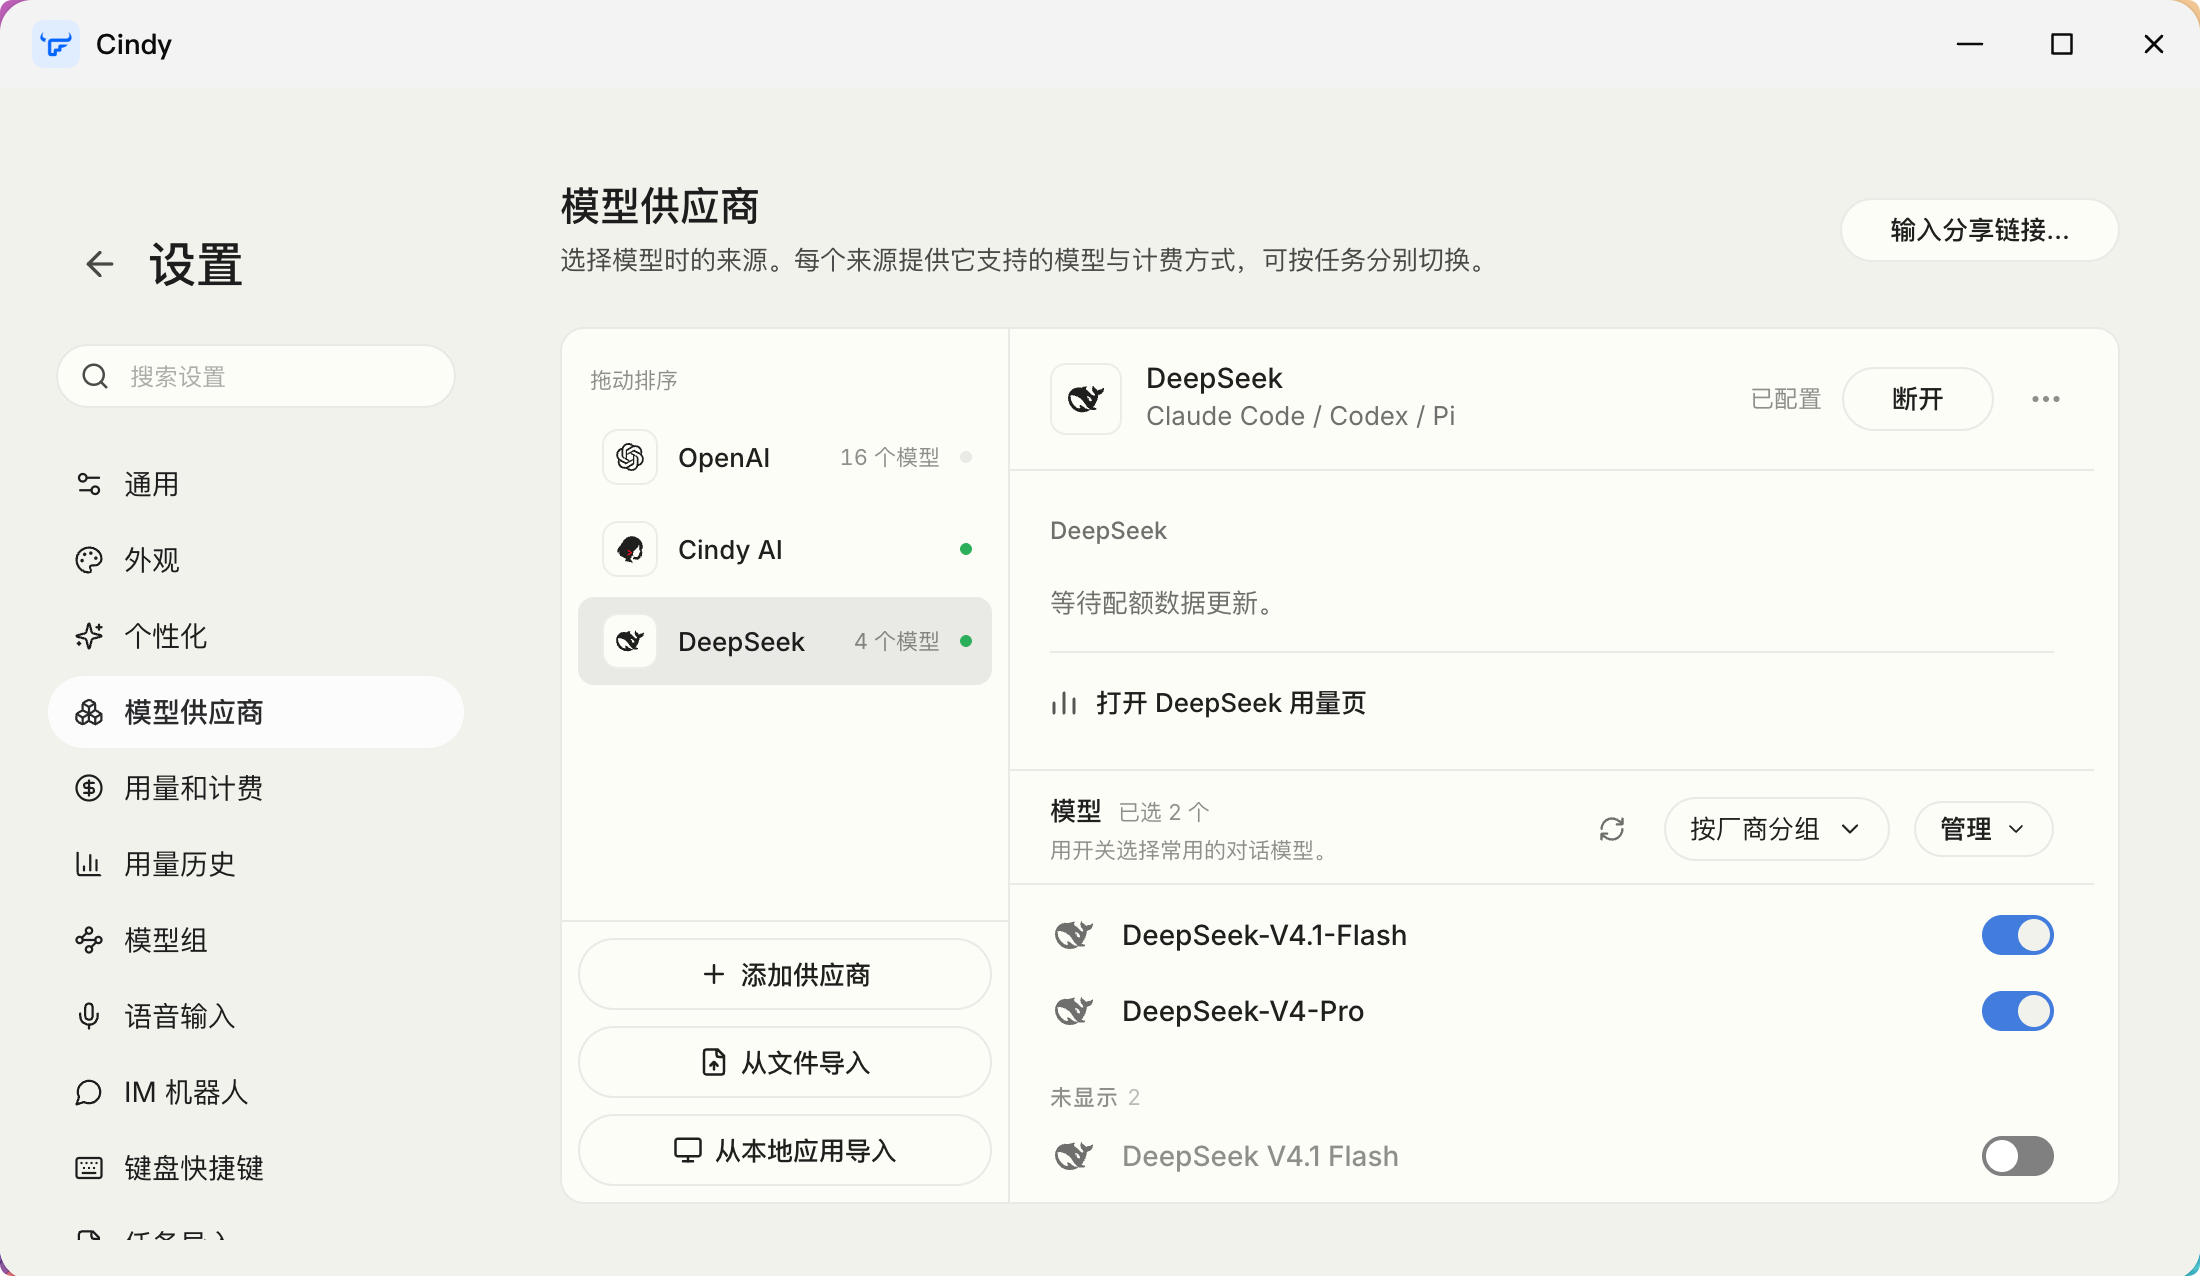 Cindy
设置
搜索设置
通用
外观
个性化
模型供应商
用量和计费
用量历史
模型组
语音输入
IM 机器人
键盘快捷键
任务导入
模型供应商
选择模型时的来源。每个来源提供它支持的模型与计费方式，可按任务分别切换。
输入分享链接...
拖动排序
OpenAI 16 个模型
Cindy AI
DeepSeek 4 个模型
添加供应商
从文件导入
从本地应用导入
DeepSeek
Claude Code / Codex / Pi
已配置 断开
DeepSeek
等待配额数据更新。
打开 DeepSeek 用量页
模型 已选 2 个
用开关选择常用的对话模型。
按厂商分组 管理
DeepSeek-V4.1-Flash
DeepSeek-V4-Pro
未显示 2
DeepSeek V4.1 Flash